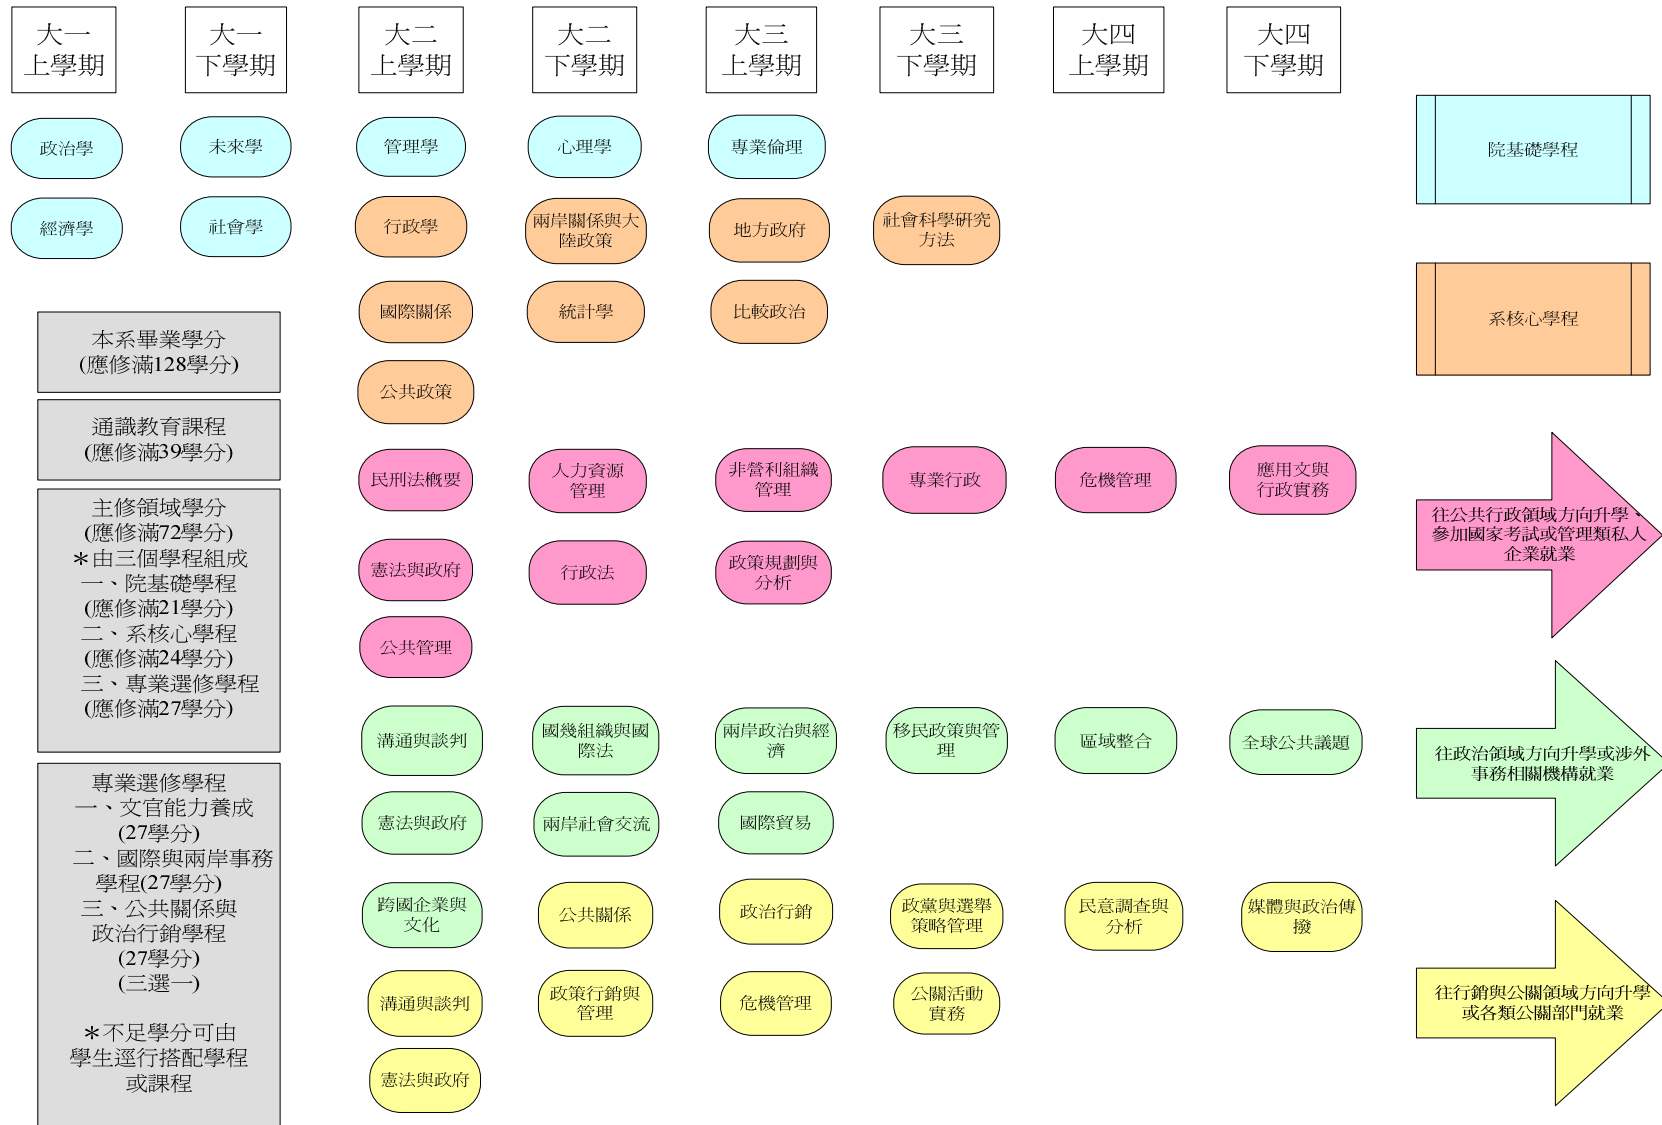 大一
上學期
大一
下學期
大二
上學期
大二
下學期
大三
上學期
大三
下學期
大四
上學期
大四
下學期
政治學
未來學
管理學
心理學
專業倫理
院基礎學程
經濟學
社會學
行政學
兩岸關係與大
陸政策
地方政府
社會科學研究
方法
國際關係
統計學
比較政治
系核心學程
公共政策
本系畢業學分
(應修滿128學分)
通識教育課程
(應修滿39學分)
主修領域學分
(應修滿72學分)
＊由三個學程組成
一、院基礎學程
(應修滿21學分)
二、系核心學程
(應修滿24學分)
三、專業選修學程
(應修滿27學分)
專業選修學程
一、文官能力養成
(27學分)
二、國際與兩岸事務
學程(27學分)
三、公共關係與
政治行銷學程
(27學分)
(三選一)
＊不足學分可由
學生逕行搭配學程
或課程
民刑法概要
人力資源
管理
非營利組織
管理
專業行政
危機管理
應用文與
行政實務
往公共行政領域方向升學、
參加國家考試或管理類私人
企業就業
憲法與政府
行政法
政策規劃與
分析
公共管理
溝通與談判
國幾組織與國
際法
兩岸政治與經
濟
移民政策與管
理
區域整合
全球公共議題
往政治領域方向升學或涉外
事務相關機構就業
憲法與政府
兩岸社會交流
國際貿易
跨國企業與
文化
公共關係
政治行銷
政黨與選舉
策略管理
民意調查與
分析
媒體與政治傳
撥
溝通與談判
政策行銷與
管理
危機管理
公關活動
實務
往行銷與公關領域方向升學
或各類公關部門就業
憲法與政府